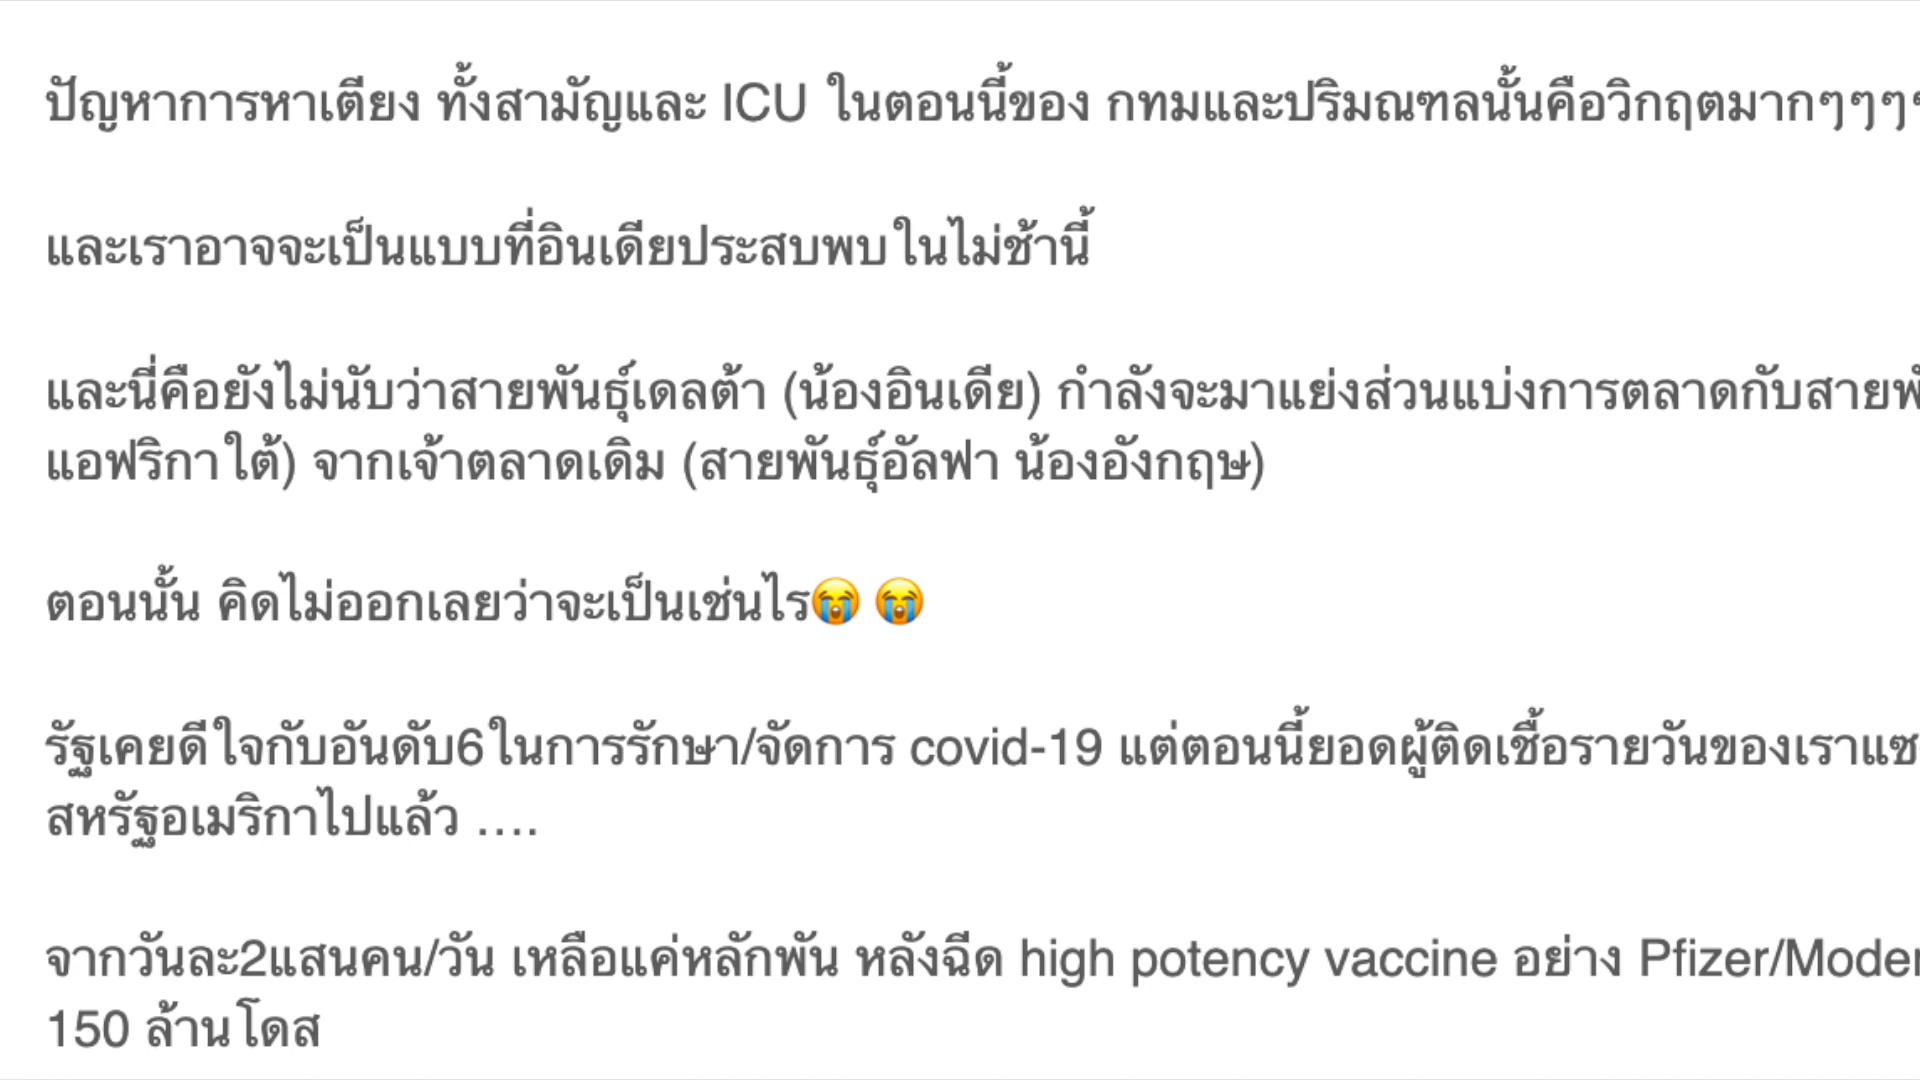 ปัญหาการหาเตียง ทั้งสามัญและ ICU ในตอนนี้ของ กทมและปริมณฑลนั้นคือวิกฤตมากๆๆๆ
และเราอาจจะเป็นแบบที่อินเดียประสบพบในไม่ช้านี้
และนี่คือยังไม่นับว่าสายพันธุ์เดลต้า (น้องอินเดีย) กำลังจะมาแย่งส่วนแบ่งการตลาดกับสายพั
แอฟริกาใต้) จากเจ้าตลาดเดิม (สายพันธุ์อัลฟา น้องอังกฤษ)
ตอนนั้น คิดไม่ออกเลยว่าจะเป็นเช่นไร😭 😭
รัฐเคยดีใจกับอันดับ6ในการรักษา/จัดการ covid-19 แต่ตอนนี้ยอดผู้ติดเชื้อรายวันของเราแซ
สหรัฐอเมริกาไปแล้ว ....
จากวันละ2แสนคน/วัน เหลือแค่หลักพัน หลังฉีด high potency vaccine อย่าง Pfizer/Moder
150 ล้านโดส